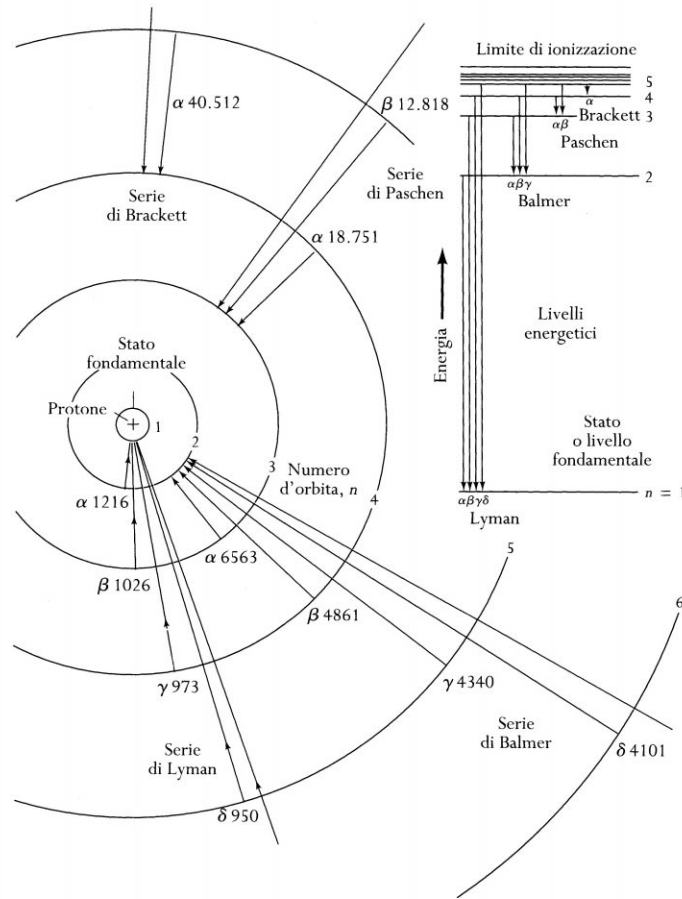 α 40.512
β 12.818
Serie
di Paschen
Serie
di Brackett
α 18.751
Stato
fondamentale
Protone
1
2
3
Numero
d'orbita, n
4
α 1216
α 6563
β 1026
β 4861
5
6
γ 973
γ 4340
Serie
di Balmer
δ 4101
Serie
di Lyman
δ 950
Limite di ionizzazione
5
α
4
αβ
Brackett
3
Paschen
2
αβγ
Balmer
Energia
Livelli
energetici
Stato
o livello
fondamentale
n = 1
αβγδ
Lyman